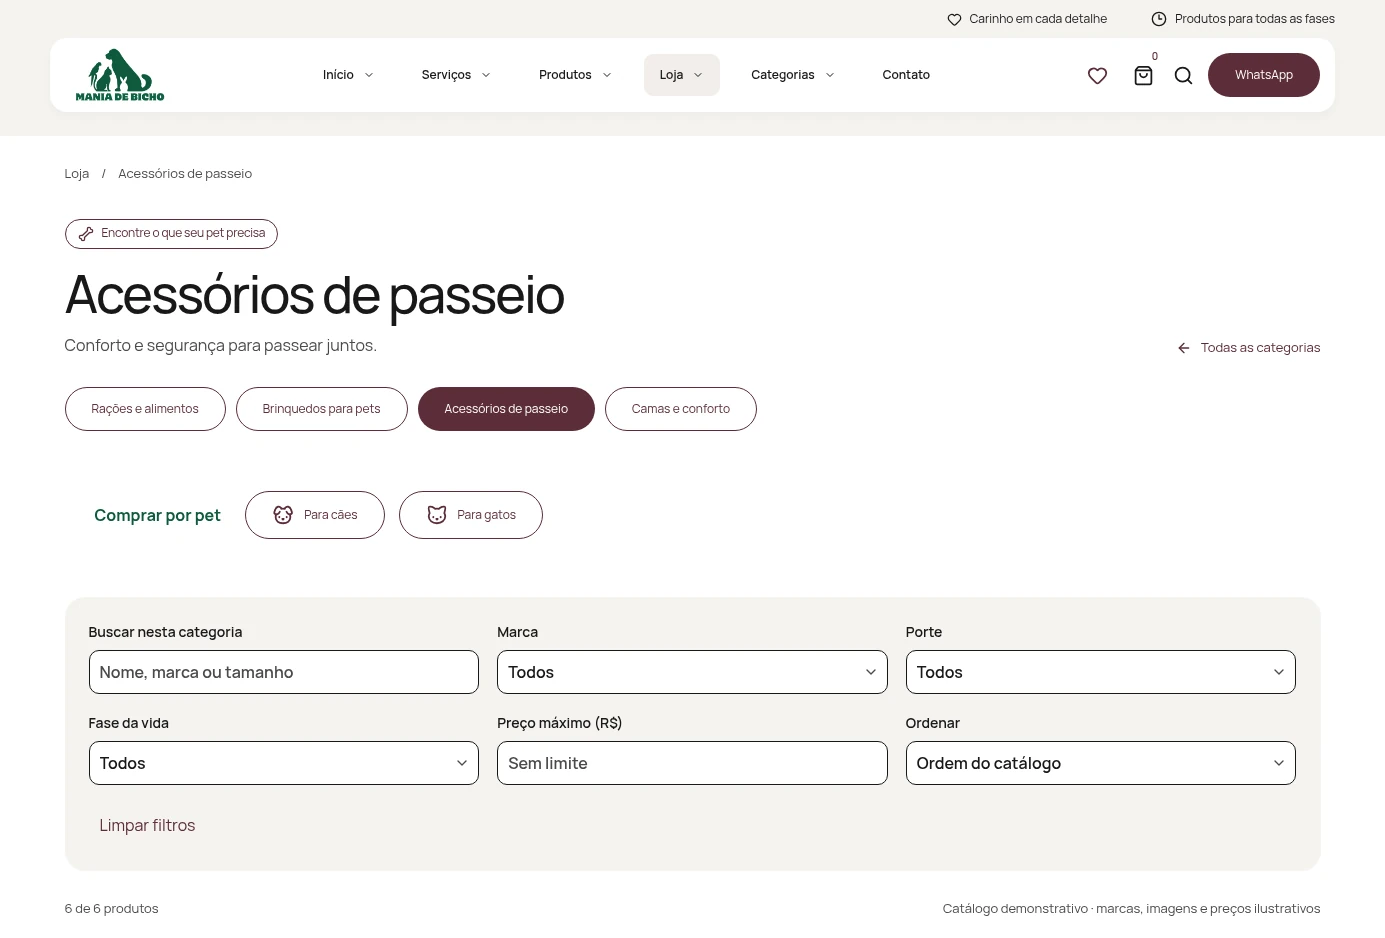 Carinho em cada detalhe
Produtos para todas as fases
MANIA DE BICHO
Início
Serviços
Produtos
Loja
Categorias
Contato
0
WhatsApp
Loja / Acessórios de passeio
Encontre o que seu pet precisa
Acessórios de passeio
Conforto e segurança para passear juntos.
Todas as categorias
Rações e alimentos
Brinquedos para pets
Acessórios de passeio
Camas e conforto
Comprar por pet
Para cães
Para gatos
Buscar nesta categoria
Nome, marca ou tamanho
Marca
Todos
Porte
Todos
Fase da vida
Todos
Preço máximo (R$)
Sem limite
Ordenar
Ordem do catálogo
Limpar filtros
6 de 6 produtos
Catálogo demonstrativo · marcas, imagens e preços ilustrativos